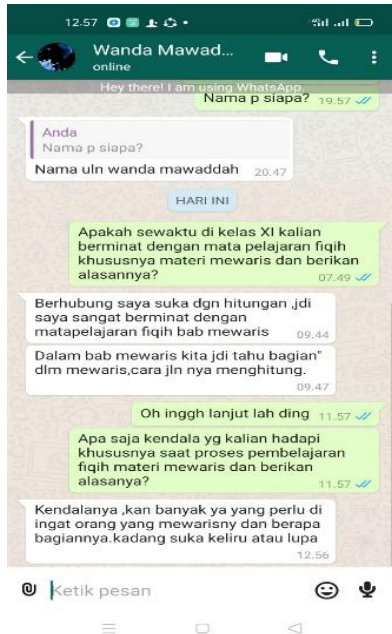 12.57
Wanda Mawad...
online
Hey there! I am using WhatsApp.
Nama p siapa? 19.57
Anda
Nama p siapa?
Nama uln wanda mawaddah 20.47
HARI INI
Apakah sewaktu di kelas XI kalian
berminat dengan mata pelajaran fiqih
khususnya materi mewaris dan berikan
alasannya?
07.49
Berhubung saya suka dgn hitungan ,jdi
saya sangat berminat dengan
matapelajaran fiqih bab mewaris 09.44
Dalam bab mewaris kita jdi tahu bagian"
dlm mewaris,cara jln nya menghitung.
09.47
Oh inggh lanjut lah ding 11.57
Apa saja kendala yg kalian hadapi
khususnya saat proses pembelajaran
fiqih materi mewaris dan berikan
alasanya? 11.57
Kendalanya ,kan banyak ya yang perlu di
ingat orang yang mewarisny dan berapa
bagiannya.kadang suka keliru atau lupa
12.56
Ketik pesan